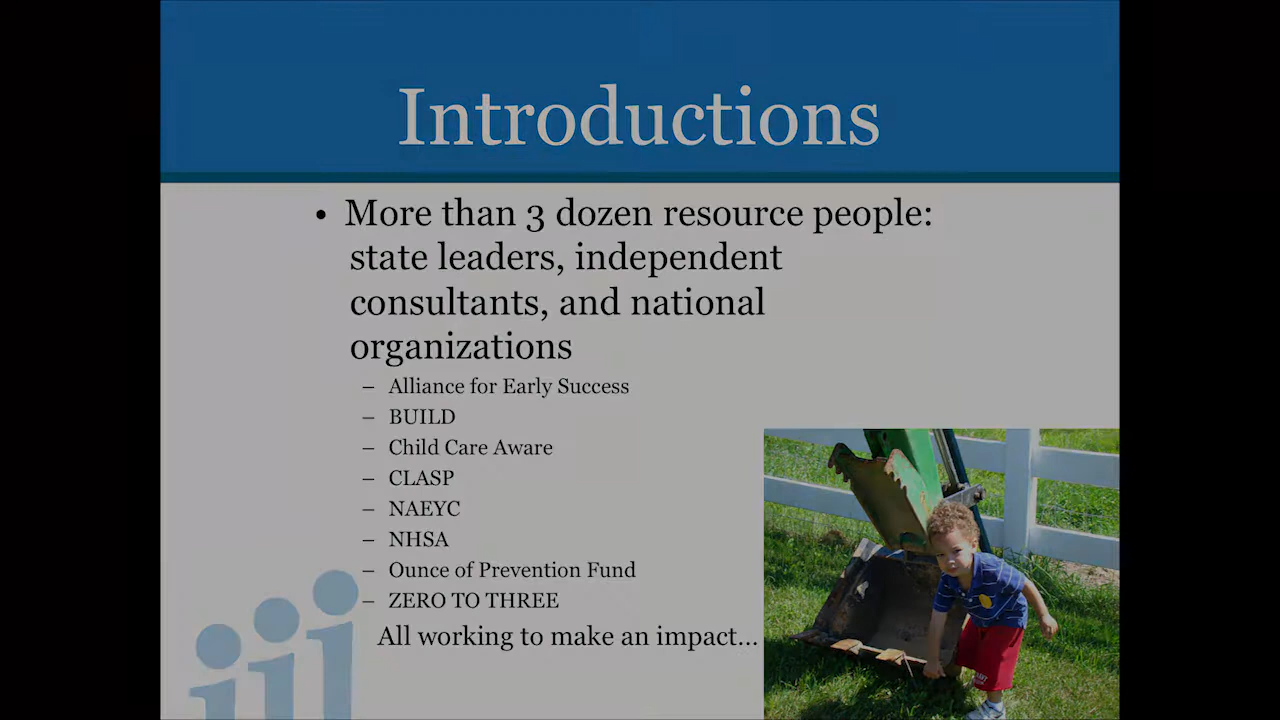 Introductions
• More than 3 dozen resource people:
state leaders, independent
consultants, and national
organizations
– Alliance for Early Success
– BUILD
– Child Care Aware
– CLASP
– NAEYC
– NHSA
– Ounce of Prevention Fund
– ZERO TO THREE
All working to make an impact...